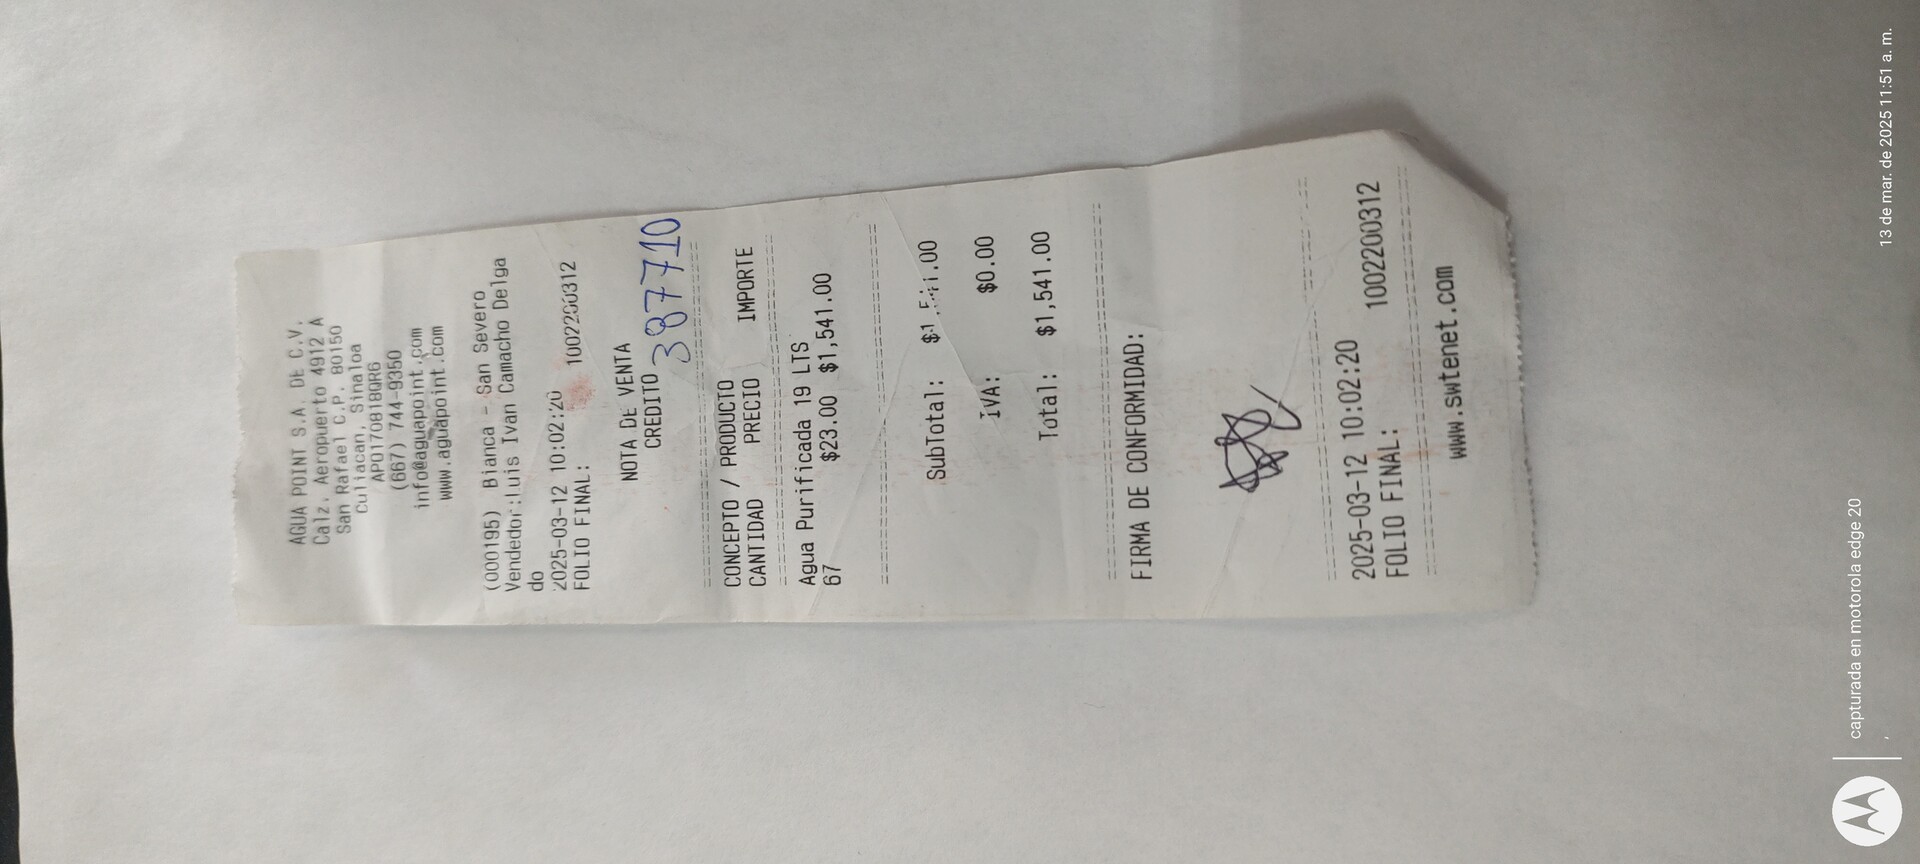 AGUA POINT S.A. DE C.V.
Calz. Aeropuerto 4912 A
San Rafael C.P. 80150
Culiacan, Sinaloa
APO170818QR6
(667) 744-9350
info@aguapoint.com
www.aguapoint.com
(000195) Bianca - San Severo
Vendedor:Luis Ivan Camacho Delga
do
2025-03-12 10:02:20
FOLIO FINAL: 1002200312
NOTA DE VENTA
CREDITO 387710
CONCEPTO / PRODUCTO
CANTIDAD PRECIO IMPORTE
Agua Purificada 19 LTS
67 $23.00 $1,541.00
SubTotal: $1,541.00
IVA: $0.00
Total: $1,541.00
FIRMA DE CONFORMIDAD:
2025-03-12 10:02:20
FOLIO FINAL: 1002200312
www.swtenet.com
capturada en motorola edge 20
,
13 de mar. de 2025 11:51 a. m.